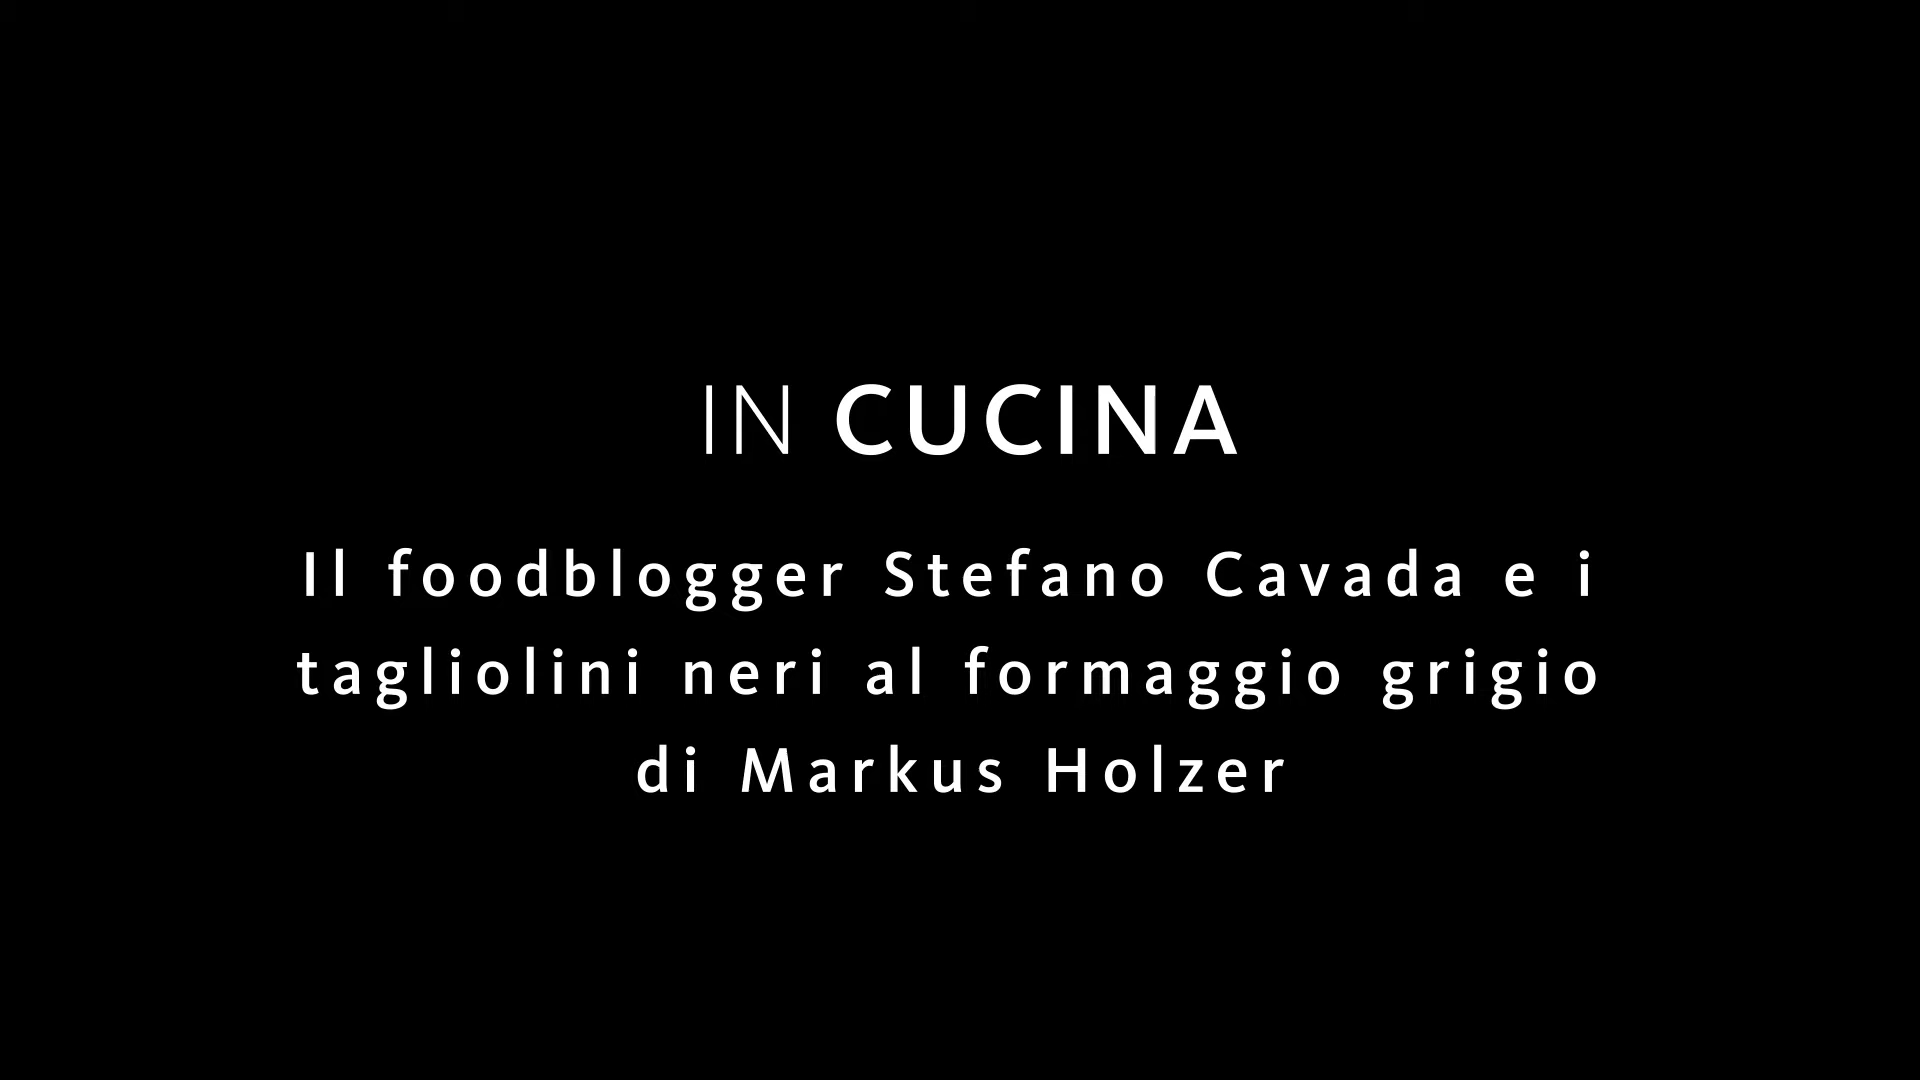 IN CUCINA
Il foodblogger Stefano Cavada e i
tagliolini neri al formaggio grigio
di Markus Holzer